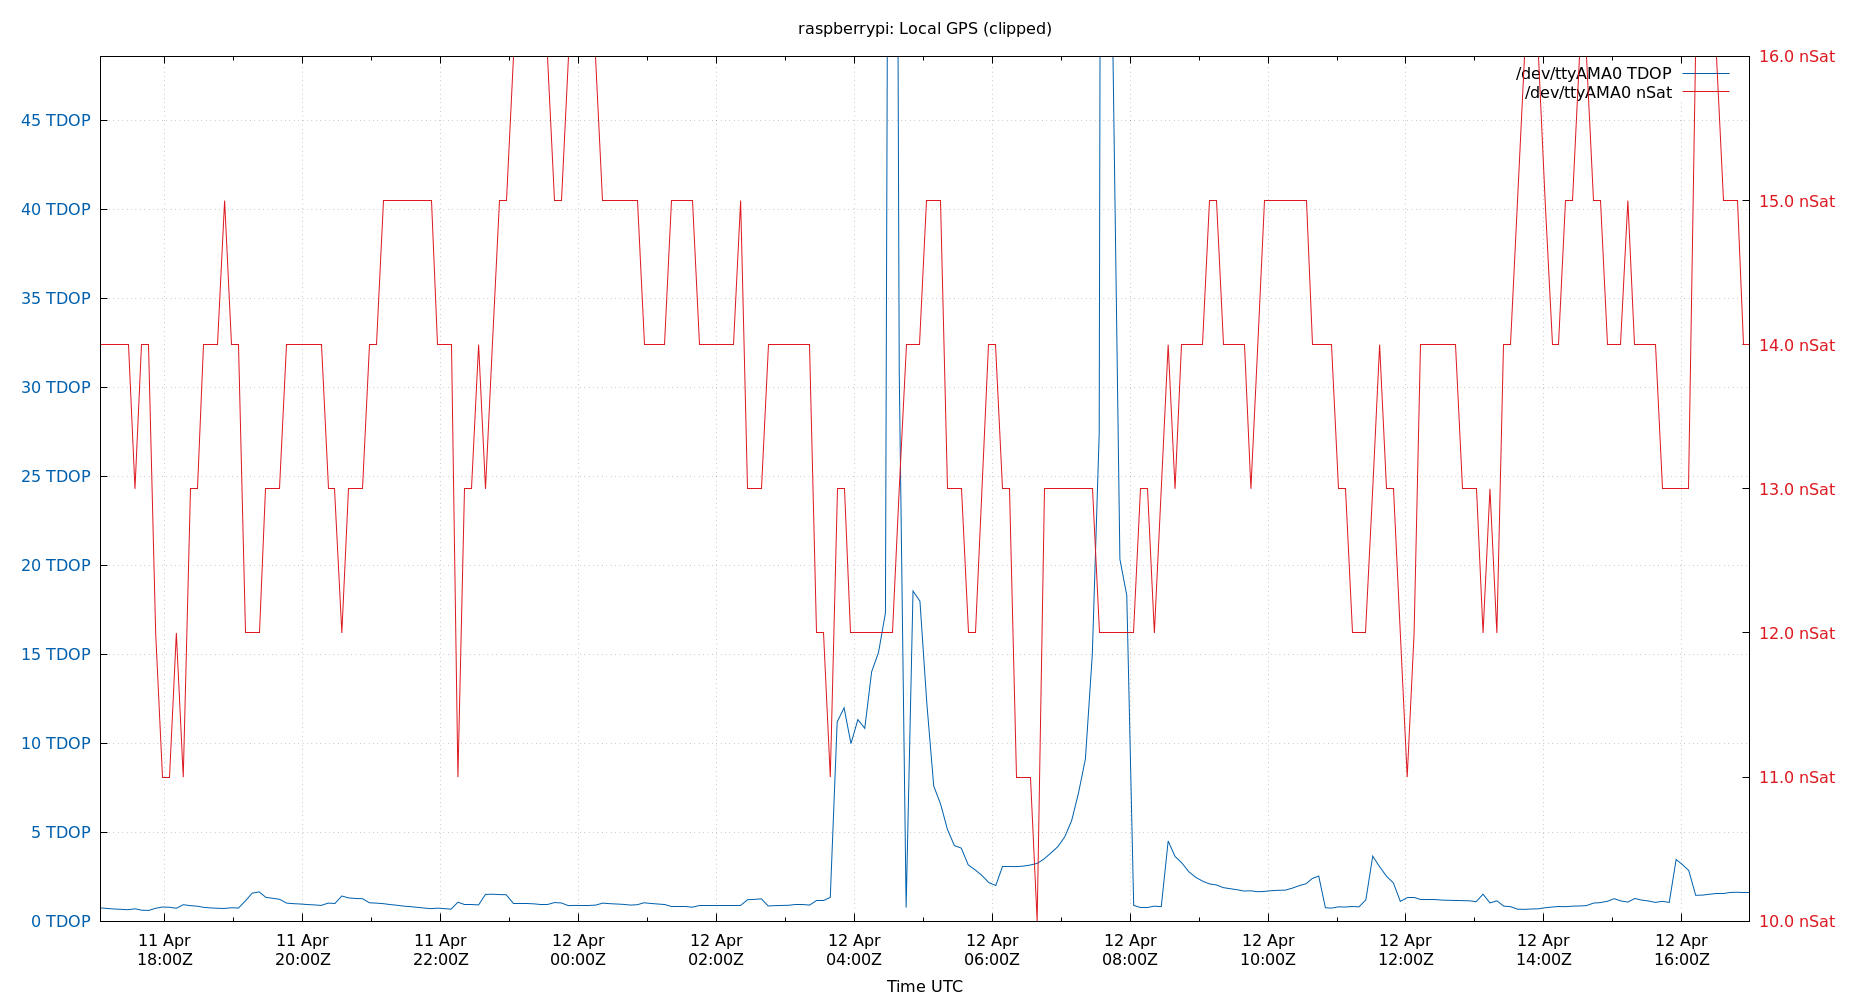 raspberrypi: Local GPS (clipped)
/dev/ttyAMA0 TDOP
/dev/ttyAMA0 nSat
45 TDOP
40 TDOP
35 TDOP
30 TDOP
25 TDOP
20 TDOP
15 TDOP
10 TDOP
5 TDOP
0 TDOP
16.0 nSat
15.0 nSat
14.0 nSat
13.0 nSat
12.0 nSat
11.0 nSat
10.0 nSat
11 Apr
18:00Z
11 Apr
20:00Z
11 Apr
22:00Z
12 Apr
00:00Z
12 Apr
02:00Z
12 Apr
04:00Z
12 Apr
06:00Z
12 Apr
08:00Z
12 Apr
10:00Z
12 Apr
12:00Z
12 Apr
14:00Z
12 Apr
16:00Z
Time UTC